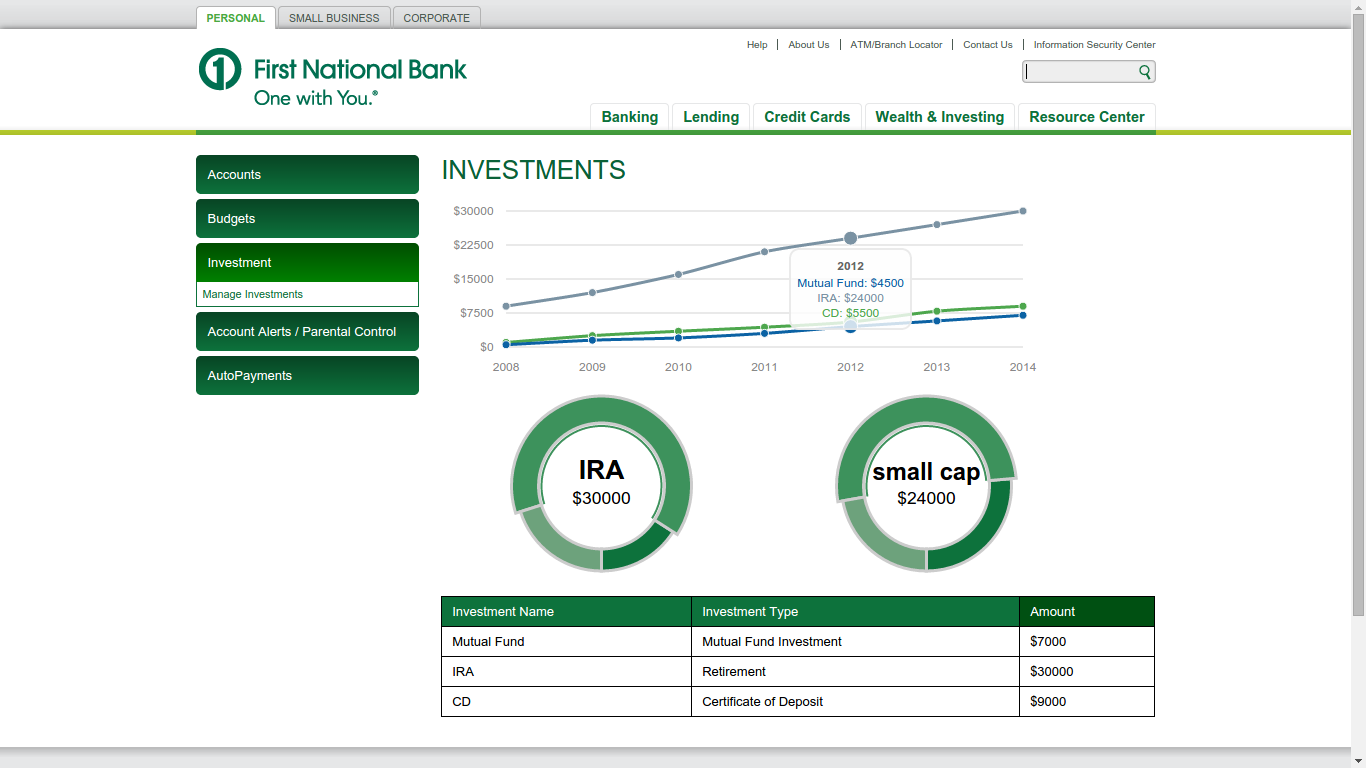 PERSONAL SMALL BUSINESS CORPORATE
Help About Us ATM/Branch Locator Contact Us Information Security Center
1 First National Bank
One with You.®
Banking Lending Credit Cards Wealth & Investing Resource Center
Accounts
Budgets
Investment
Manage Investments
Account Alerts / Parental Control
AutoPayments
INVESTMENTS
$30000
$22500
$15000
$7500
$0
2012
Mutual Fund: $4500
IRA: $24000
CD: $5500
2008 2009 2010 2011 2012 2013 2014
IRA
$30000
small cap
$24000
Investment Name Investment Type Amount
Mutual Fund Mutual Fund Investment $7000
IRA Retirement $30000
CD Certificate of Deposit $9000